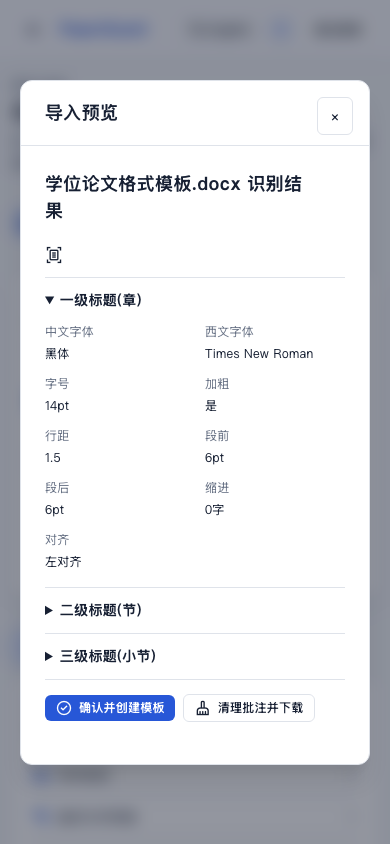 导入预览
×
学位论文格式模板.docx 识别结
果
一级标题(章)
中文字体
西文字体
黑体
Times New Roman
字号
加粗
14pt
是
行距
段前
1.5
6pt
段后
缩进
6pt
0字
对齐
左对齐
二级标题(节)
三级标题(小节)
确认并创建模板
清理批注并下载